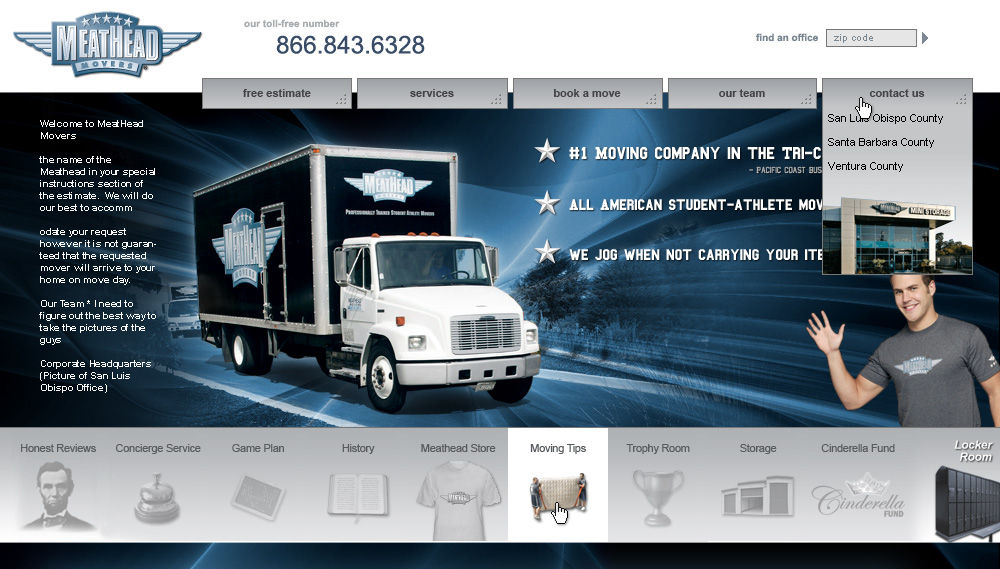 our toll-free number
866.843.6328
find an office
zip code
MEATHEAD
MOVERS
free estimate
services
book a move
our team
contact us
San Luis Obispo County
Santa Barbara County
Ventura County
MINI STORAGE
Welcome to MeatHead
Movers
the name of the
Meathead in your special
instructions section of
the estimate. We will do
our best to accomm
odate your request
however it is not guaran-
teed that the requested
mover will arrive to your
home on move day.
Our Team * I need to
figure out the best way to
take the pictures of the
guys
Corporate Headquarters
(Picture of San Luis
Obispo Office)
MEATHEAD
PROFESSIONALLY TRAINED STUDENT ATHLETE MOVERS
MEATHEAD
#1 MOVING COMPANY IN THE TRI-C
- PACIFIC COAST BUS
ALL AMERICAN STUDENT-ATHLETE MOV
WE JOG WHEN NOT CARRYING YOUR ITE
MEATHEAD
Honest Reviews
Concierge Service
Game Plan
History
Meathead Store
Moving Tips
Trophy Room
Storage
Cinderella Fund
Locker
Room
MEATHEAD
Cinderella
FUND